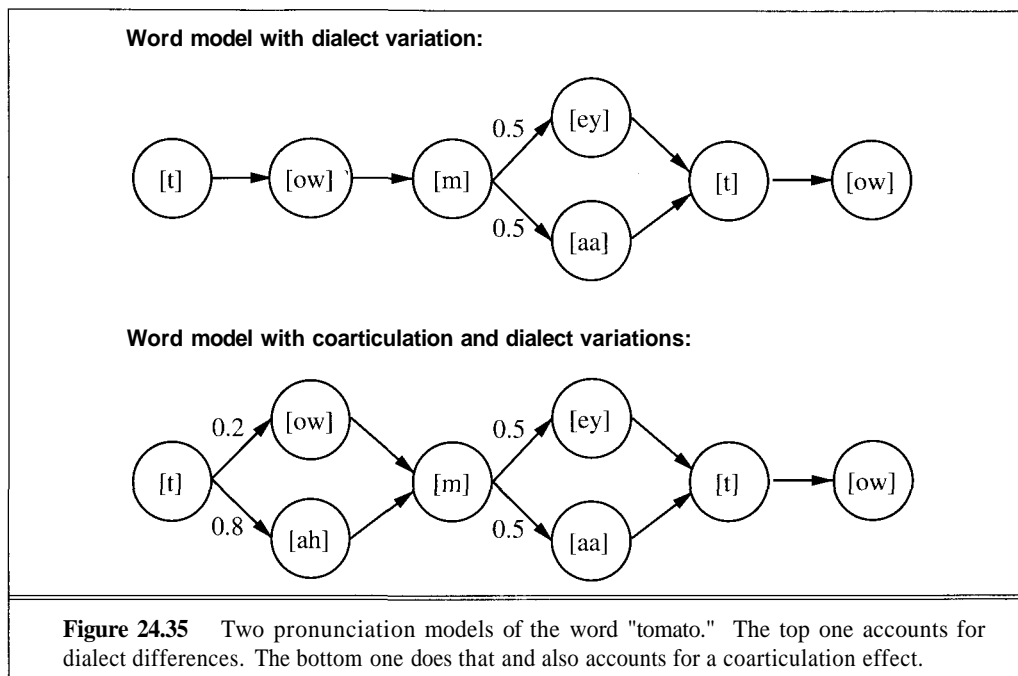 Word model with dialect variation:
[ey]
0.5
[t] [ow] [m] [t] [ow]
0.5
[aa]
Word model with coarticulation and dialect variations:
[ow] [ey]
0.2 0.5
[t] [m] [t] [ow]
0.8 0.5
[ah] [aa]
Figure 24.35 Two pronunciation models of the word "tomato." The top one accounts for
dialect differences. The bottom one does that and also accounts for a coarticulation effect.